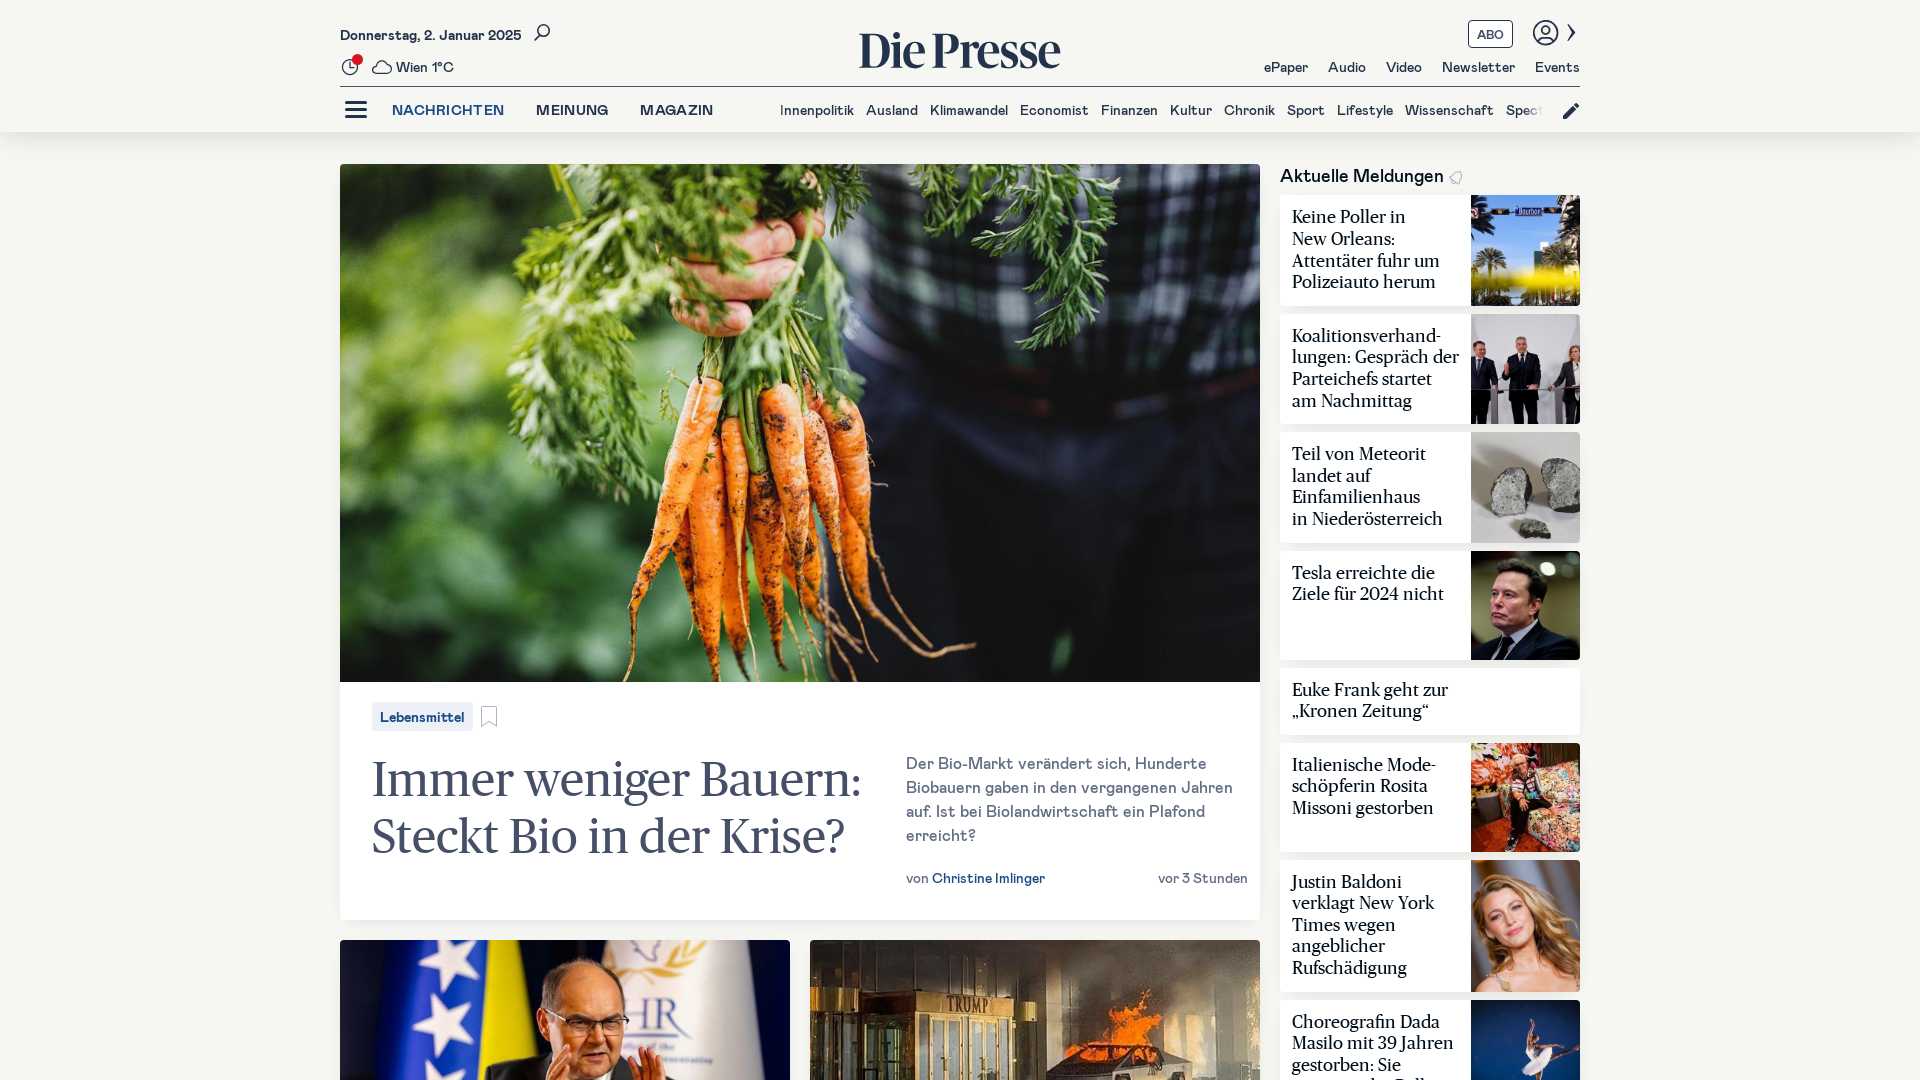 Donnerstag, 2. Januar 2025
Die Presse
ABO
Wien 1°C
ePaper Audio Video Newsletter Events
NACHRICHTEN MEINUNG MAGAZIN
Innenpolitik Ausland Klimawandel Economist Finanzen Kultur Chronik Sport Lifestyle Wissenschaft
Lebensmittel
Immer weniger Bauern:
Steckt Bio in der Krise?
Der Bio-Markt verändert sich, Hunderte
Biobauern gaben in den vergangenen Jahren
auf. Ist bei Biolandwirtschaft ein Plafond
erreicht?
von Christine Imlinger
vor 3 Stunden
HR
TRUMP
Aktuelle Meldungen
Keine Poller in
New Orleans:
Attentäter fuhr um
Polizeiauto herum
Bourbon
Koalitionsverhand-
lungen: Gespräch der
Parteichefs startet
am Nachmittag
Teil von Meteorit
landet auf
Einfamilienhaus
in Niederösterreich
Tesla erreichte die
Ziele für 2024 nicht
Euke Frank geht zur
„Kronen Zeitung“
Italienische Mode-
schöpferin Rosita
Missoni gestorben
Justin Baldoni
verklagt New York
Times wegen
angeblicher
Rufschädigung
Choreografin Dada
Masilo mit 39 Jahren
gestorben: Sie